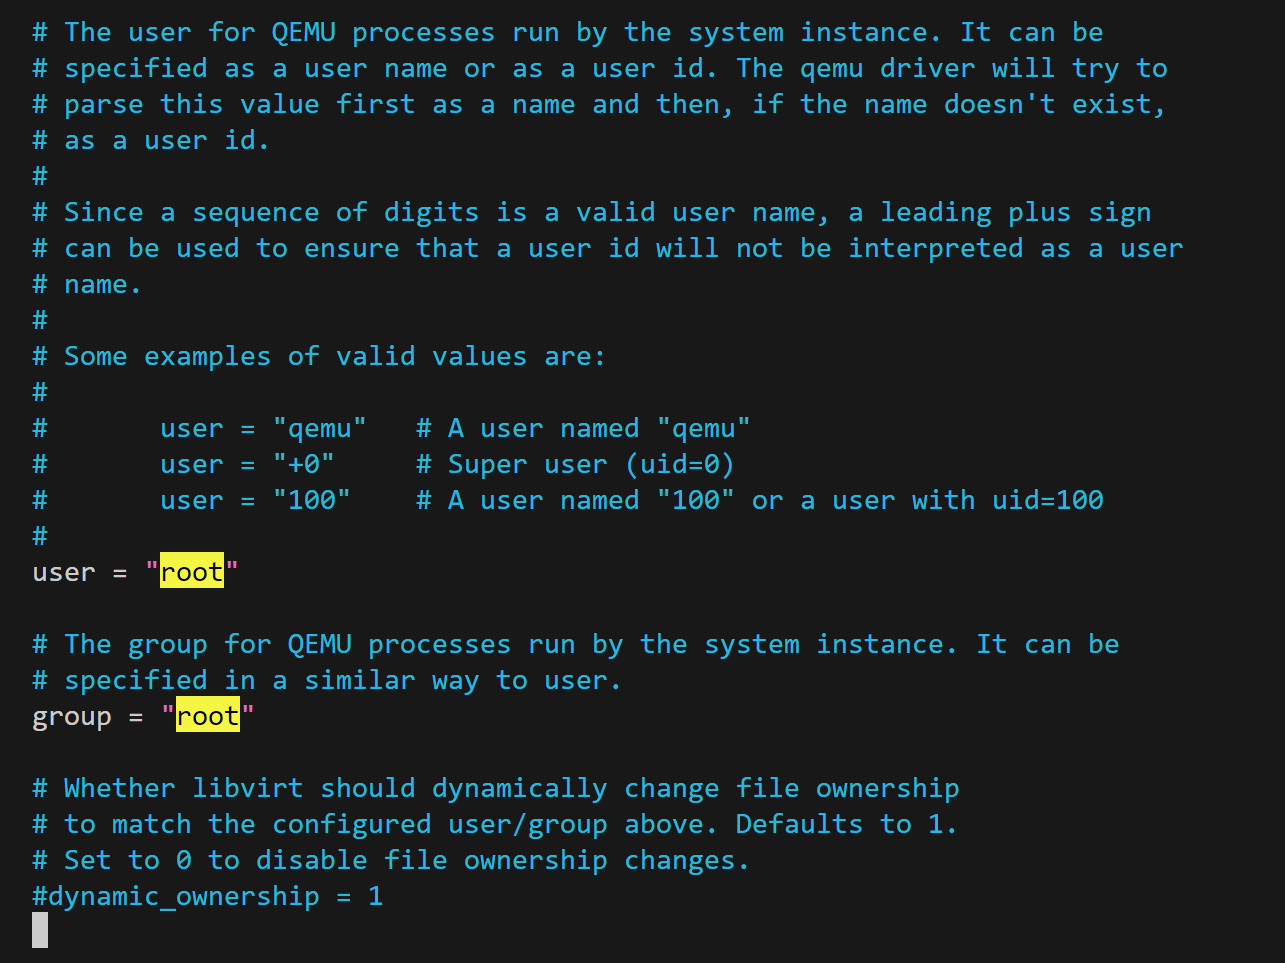 # The user for QEMU processes run by the system instance. It can be
# specified as a user name or as a user id. The qemu driver will try to
# parse this value first as a name and then, if the name doesn't exist,
# as a user id.
#
# Since a sequence of digits is a valid user name, a leading plus sign
# can be used to ensure that a user id will not be interpreted as a user
# name.
#
# Some examples of valid values are:
#
#       user = "qemu"   # A user named "qemu"
#       user = "+0"     # Super user (uid=0)
#       user = "100"    # A user named "100" or a user with uid=100
#
user = "root"

# The group for QEMU processes run by the system instance. It can be
# specified in a similar way to user.
group = "root"

# Whether libvirt should dynamically change file ownership
# to match the configured user/group above. Defaults to 1.
# Set to 0 to disable file ownership changes.
#dynamic_ownership = 1